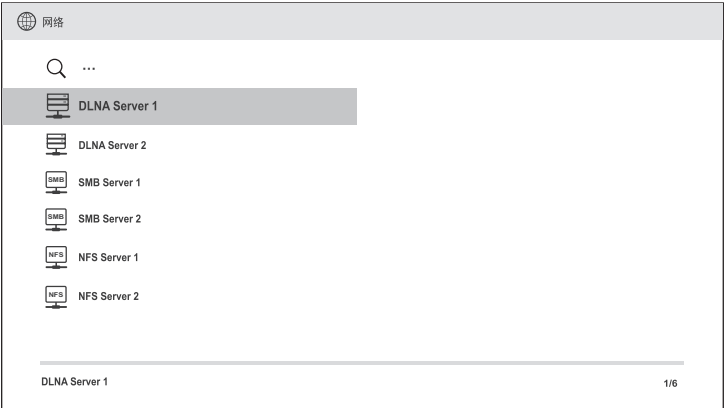 网络
...
DLNA Server 1
DLNA Server 2
SMB SMB Server 1
SMB SMB Server 2
NFS NFS Server 1
NFS NFS Server 2
DLNA Server 1 1/6